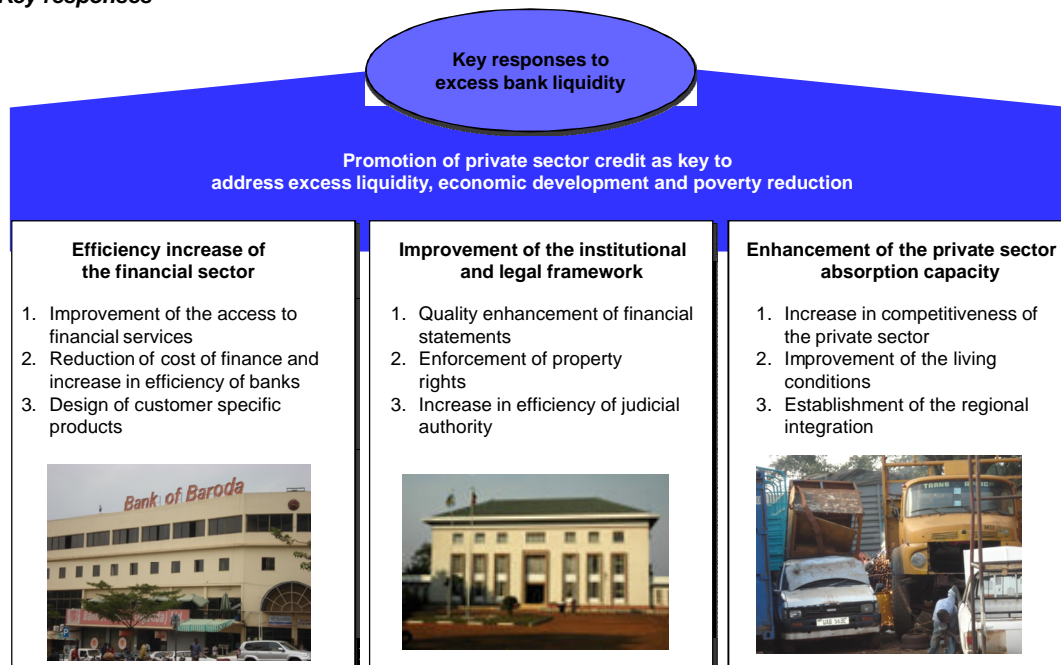 Key responses
Key responses to
excess bank liquidity
Promotion of private sector credit as key to
address excess liquidity, economic development and poverty reduction
Efficiency increase of
the financial sector
1. Improvement of the access to
financial services
2. Reduction of cost of finance and
increase in efficiency of banks
3. Design of customer specific
products
Bank of Baroda
Improvement of the institutional
and legal framework
1. Quality enhancement of financial
statements
2. Enforcement of property
rights
3. Increase in efficiency of judicial
authority
Enhancement of the private sector
absorption capacity
1. Increase in competitiveness of
the private sector
2. Improvement of the living
conditions
3. Establishment of the regional
integration
TRANS